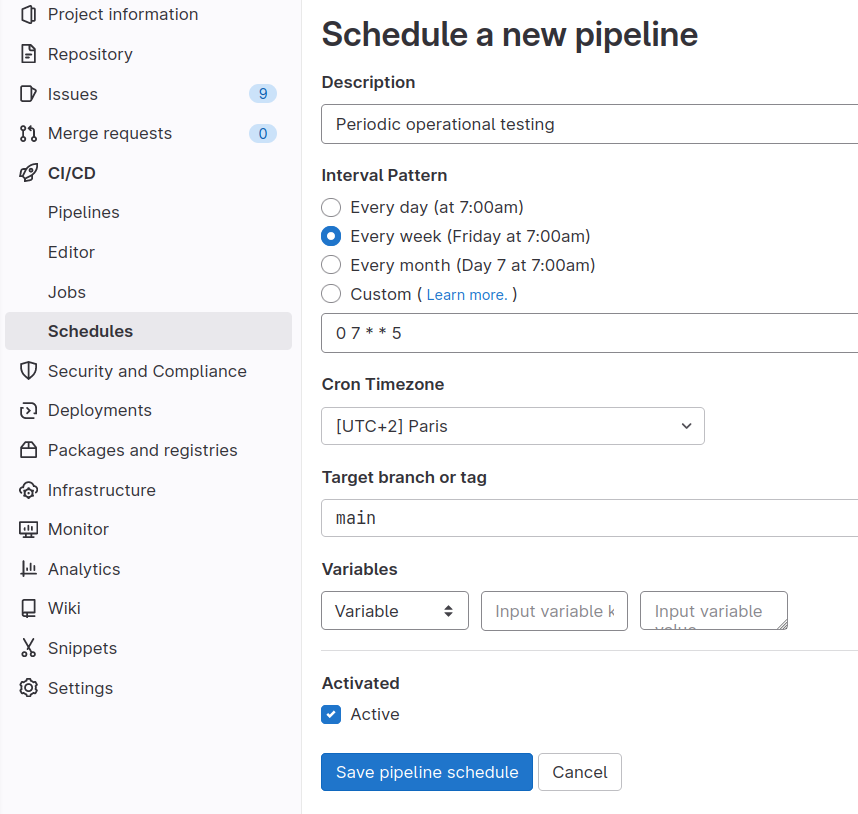 Project information
Repository
Issues 9
Merge requests 0
CI/CD
Pipelines
Editor
Jobs
Schedules
Security and Compliance
Deployments
Packages and registries
Infrastructure
Monitor
Analytics
Wiki
Snippets
Settings
Schedule a new pipeline
Description
Periodic operational testing
Interval Pattern
Every day (at 7:00am)
Every week (Friday at 7:00am)
Every month (Day 7 at 7:00am)
Custom ( Learn more. )
0 7 * * 5
Cron Timezone
[UTC+2] Paris
Target branch or tag
main
Variables
Variable Input variable k Input variable
value
Activated
Active
Save pipeline schedule Cancel